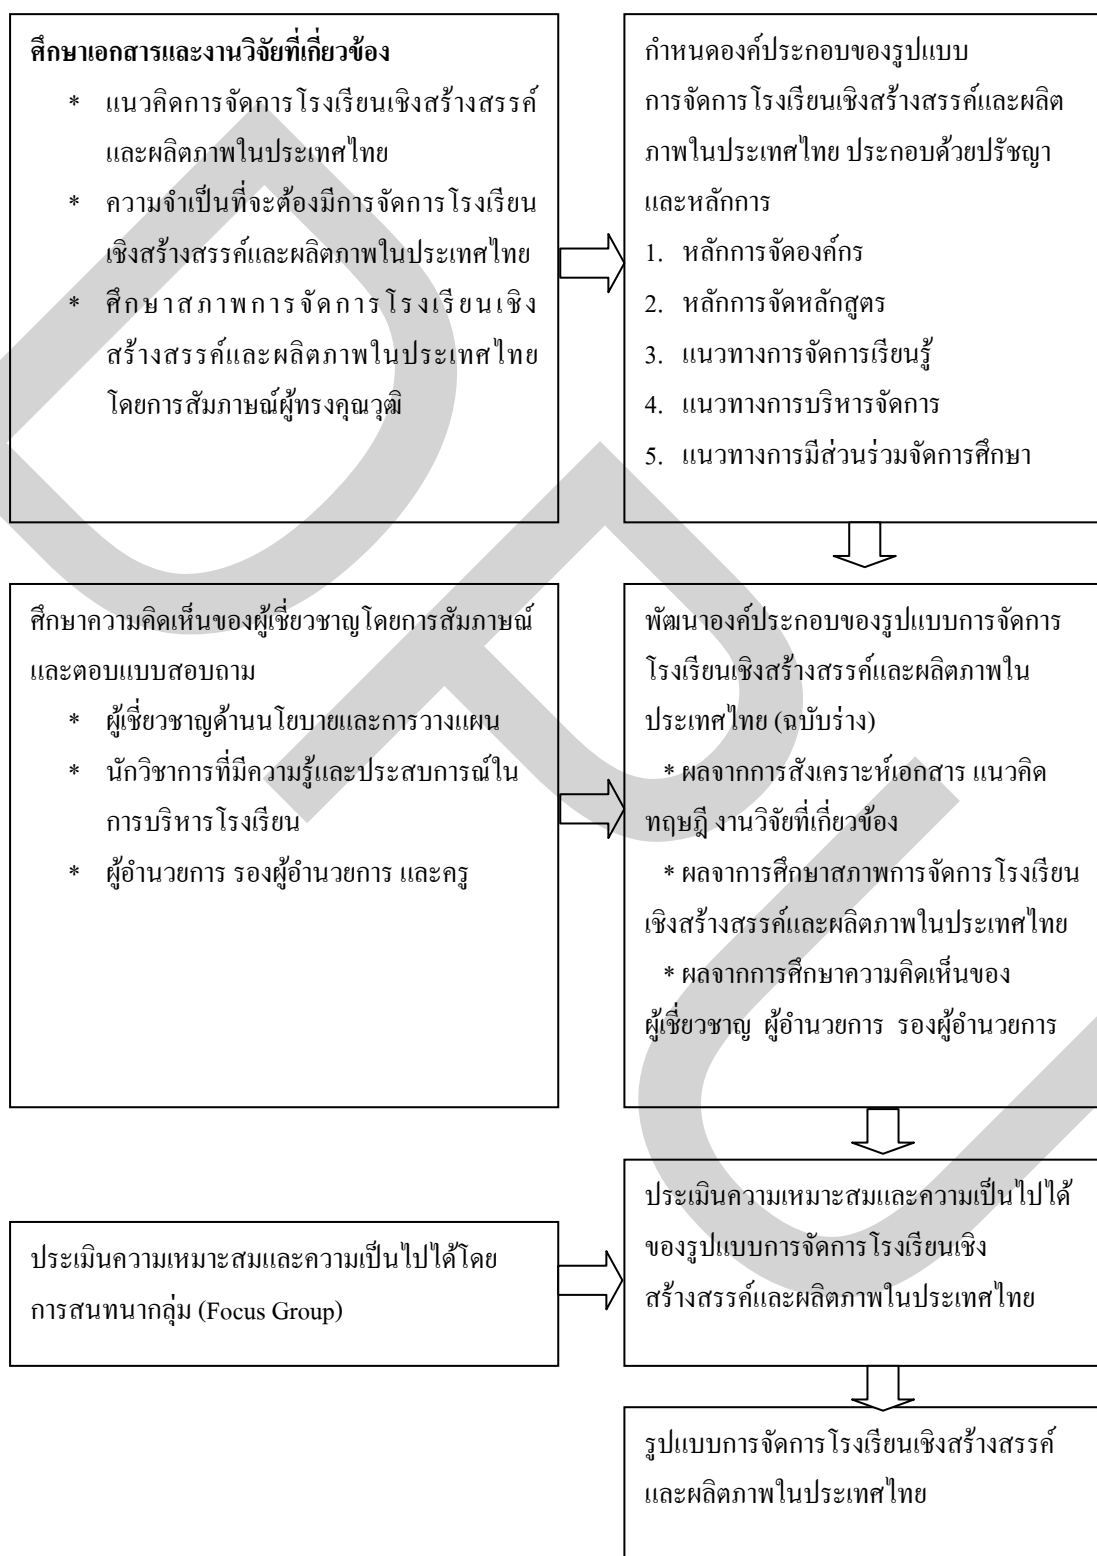 ศึกษาเอกสารและงานวิจัยที่เกี่ยวข้อง
* แนวคิดการจัดการโรงเรียนเชิงสร้างสรรค์
และผลิตภาพในประเทศไทย
* ความจำเป็นที่จะต้องมีการจัดการโรงเรียน
เชิงสร้างสรรค์และผลิตภาพในประเทศไทย
* ศึกษาสภาพการจัดการโรงเรียนเชิง
สร้างสรรค์และผลิตภาพในประเทศไทย
โดยการสัมภาษณ์ผู้ทรงคุณวุฒิ
กำหนดองค์ประกอบของรูปแบบ
การจัดการโรงเรียนเชิงสร้างสรรค์และผลิต
ภาพในประเทศไทย ประกอบด้วยปรัชญา
และหลักการ
1. หลักการจัดองค์กร
2. หลักการจัดหลักสูตร
3. แนวทางการจัดการเรียนรู้
4. แนวทางการบริหารจัดการ
5. แนวทางการมีส่วนร่วมจัดการศึกษา
ศึกษาความคิดเห็นของผู้เชี่ยวชาญโดยการสัมภาษณ์
และตอบแบบสอบถาม
* ผู้เชี่ยวชาญด้านนโยบายและการวางแผน
* นักวิชาการที่มีความรู้และประสบการณ์ใน
การบริหารโรงเรียน
* ผู้อำนวยการ รองผู้อำนวยการ และครู
พัฒนาองค์ประกอบของรูปแบบการจัดการ
โรงเรียนเชิงสร้างสรรค์และผลิตภาพใน
ประเทศไทย (ฉบับร่าง)
* ผลจากการสังเคราะห์เอกสาร แนวคิด
ทฤษฎี งานวิจัยที่เกี่ยวข้อง
* ผลจาการศึกษาสภาพการจัดการโรงเรียน
เชิงสร้างสรรค์และผลิตภาพในประเทศไทย
* ผลจากการศึกษาความคิดเห็นของ
ผู้เชี่ยวชาญ ผู้อำนวยการ รองผู้อำนวยการ
ประเมินความเหมาะสมและความเป็นไปได้โดย
การสนทนากลุ่ม (Focus Group)
ประเมินความเหมาะสมและความเป็นไปได้
ของรูปแบบการจัดการโรงเรียนเชิง
สร้างสรรค์และผลิตภาพในประเทศไทย
รูปแบบการจัดการโรงเรียนเชิงสร้างสรรค์
และผลิตภาพในประเทศไทย
DPU